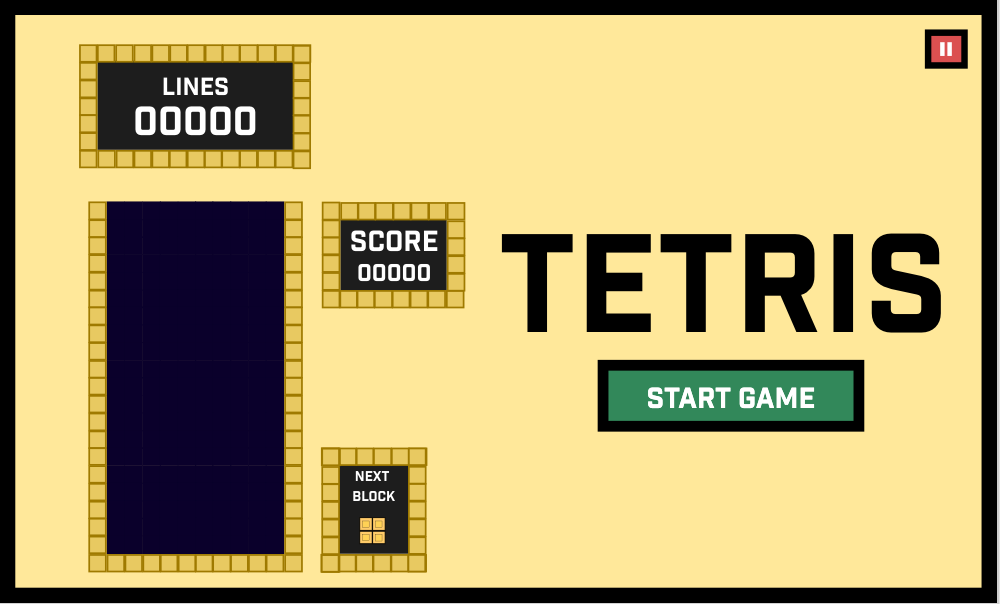 LINES
00000
SCORE
00000
TETRIS
START GAME
NEXT
BLOCK